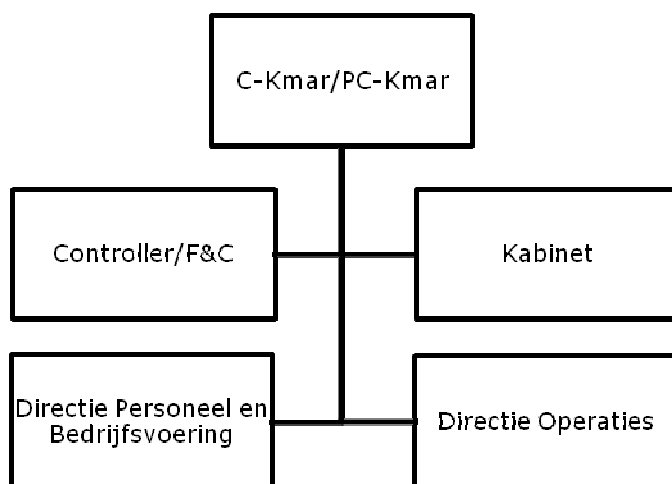 C-Kmar/PC-Kmar
Controller/F&C
Kabinet
Directie Personeel en
Bedrijfsvoering
Directie Operaties